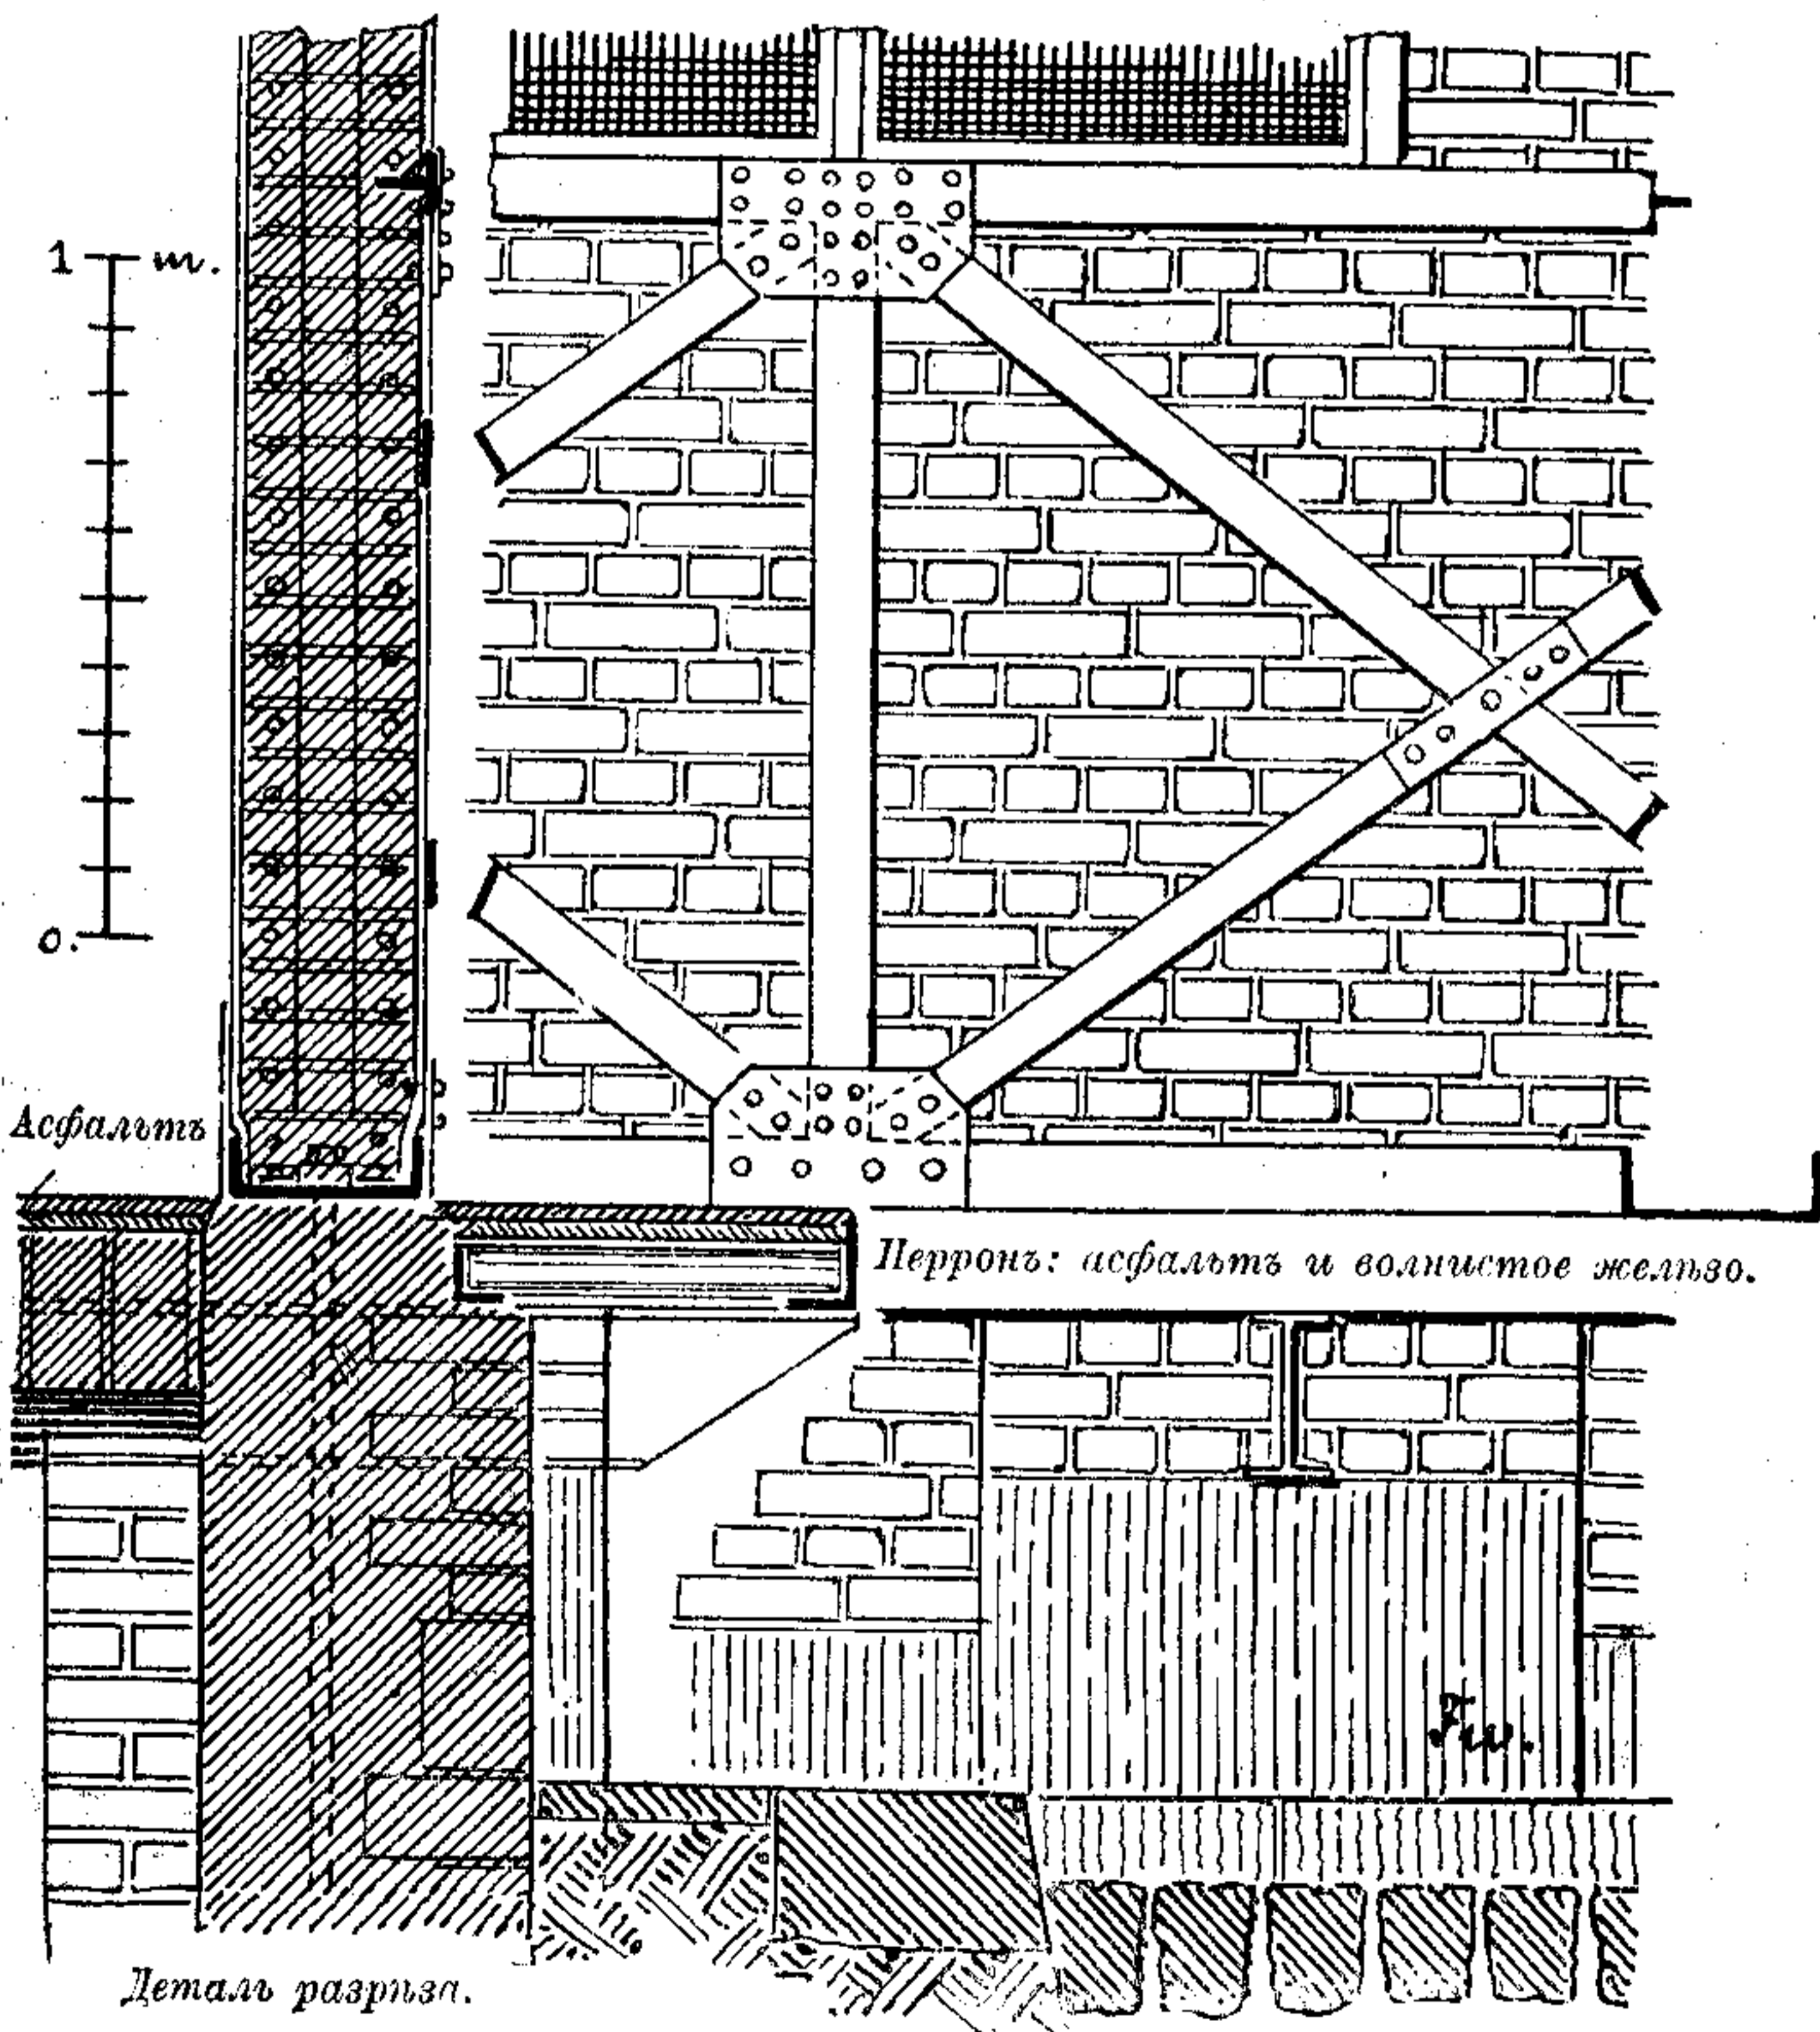 1 m.
0.
Асфальтъ
Перронъ: асфальтъ и волнистое желѣзо.
Деталь разрѣза.